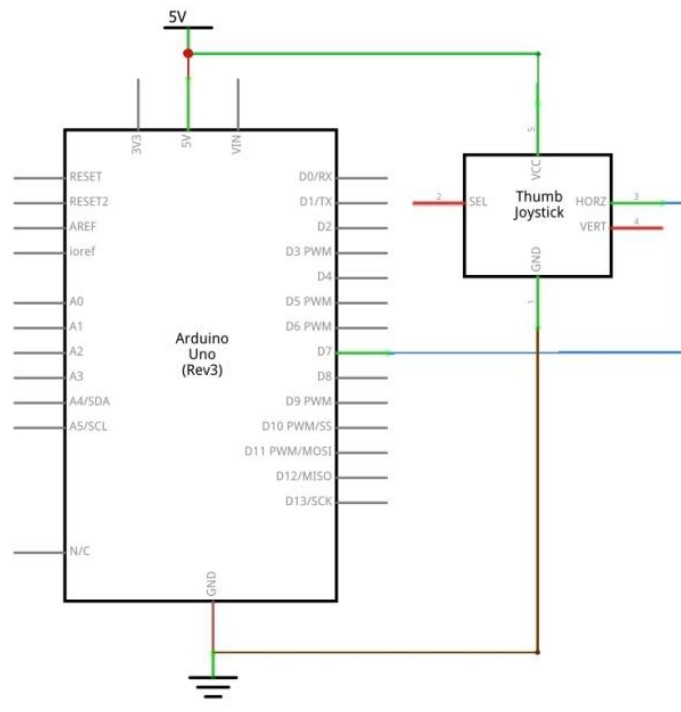 5V
3V3
5V
VIN
RESET
RESET2
AREF
ioref
A0
A1
A2
A3
A4/SDA
A5/SCL
N/C
Arduino
Uno
(Rev3)
D0/RX
D1/TX
D2
D3 PWM
D4
D5 PWM
D6 PWM
D7
D8
D9 PWM
D10 PWM/SS
D11 PWM/MOSI
D12/MISO
D13/SCK
GND
5
VCC
2
SEL
Thumb
Joystick
HORZ
3
VERT
4
GND
1